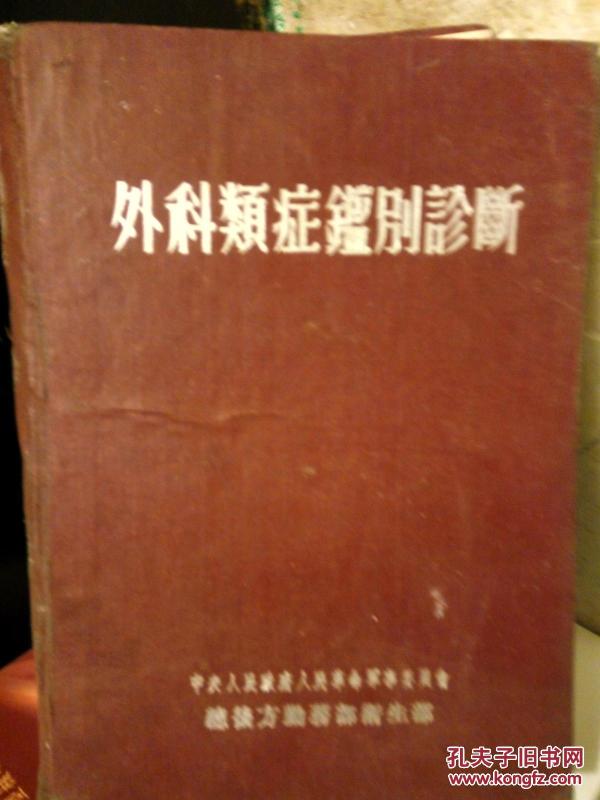 外科類症鑑別診斷
中央人民政府人民革命軍事委員會
總後方勤務部衛生部
孔夫子旧书网
www.kongfz.com